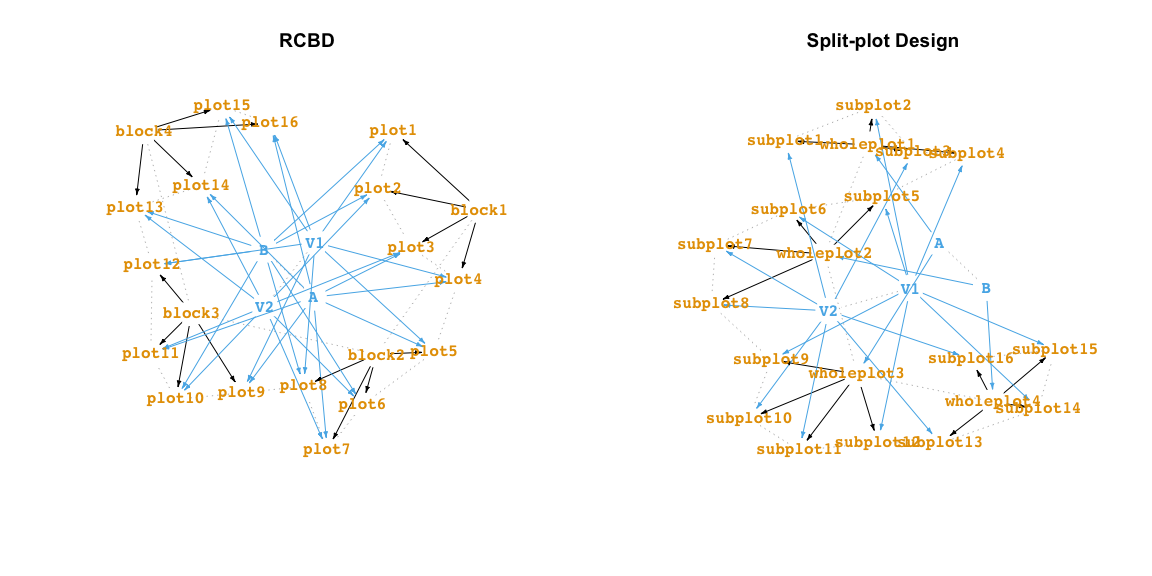 RCBD
plot15
plot16
block4
plot1
plot14
plot2
plot13
block1
B
V1
plot3
plot12
plot4
V2
A
block3
plot11
block2
plot5
plot10
plot9
plot8
plot6
plot7
Split-plot Design
subplot2
subplot1
wholeplot1
subplot3
subplot4
subplot5
subplot6
subplot7
wholeplot2
A
V1
B
subplot8
V2
subplot9
subplot16
subplot15
wholeplot3
wholeplot4
subplot14
subplot10
subplot11
subplot12
subplot13